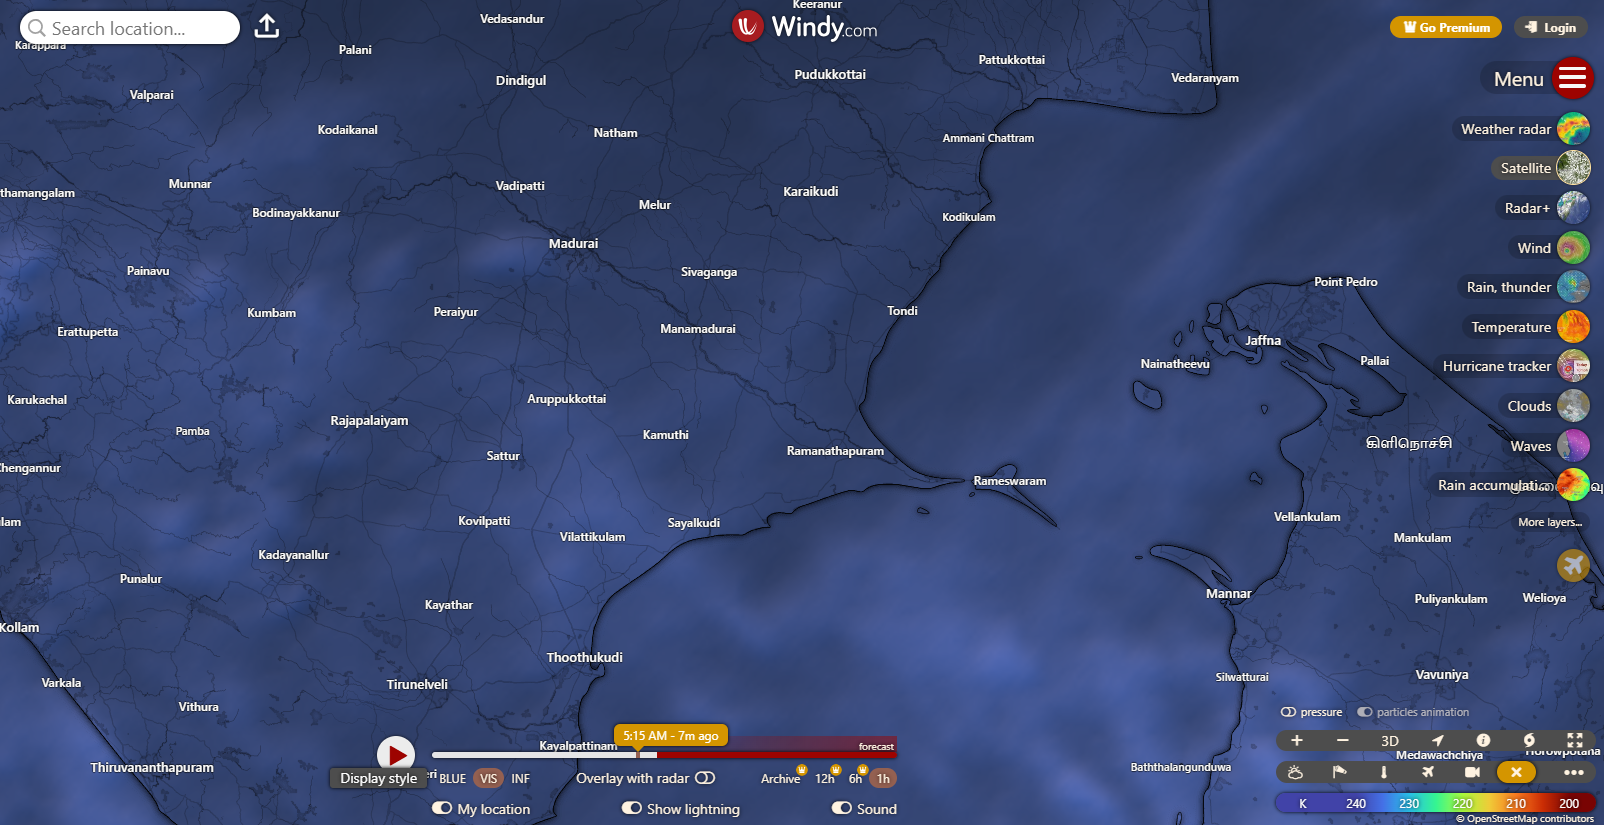 Search location...
Windy.com
Go Premium
Login
Menu
Weather radar
Satellite
Radar+
Wind
Rain, thunder
Temperature
Hurricane tracker
Clouds
Waves
Rain accumulati...
More layers...
Keeranur
Vedasandur
Karappara
Palani
Pattukkottai
Dindigul
Pudukkottai
Vedaranyam
Valparai
Kodaikanal
Natham
Ammani Chattram
Munnar
Vadipatti
Karaikudi
thamangalam
Bodinayakkanur
Melur
Kodikulam
Madurai
Painavu
Sivaganga
Point Pedro
Kumbam
Peraiyur
Tondi
Erattupetta
Manamadurai
Jaffna
Nainatheevu
Pallai
Karukachal
Aruppukkottai
Rajapalaiyam
Pamba
Kamuthi
கிளிநொச்சி
Sattur
Ramanathapuram
Chengannur
Rameswaram
lam
Kovilpatti
Sayalkudi
Vellankulam
Vilattikulam
Mankulam
Kadayanallur
Punalur
Mannar
Puliyankulam
Welioya
Kayathar
Kollam
Thoothukudi
Varkala
Tirunelveli
Silwatturai
Vavuniya
Vithura
pressure
particles animation
5:15 AM - 7m ago
Kayalpattinam
forecast
3D
Medawachchiya
Horowpotana
Thiruvananthapuram
Baththalangunduwa
Display style
eri
BLUE
VIS
INF
Overlay with radar
Archive
12h
6h
1h
My location
Show lightning
Sound
K 240 230 220 210 200
© OpenStreetMap contributors